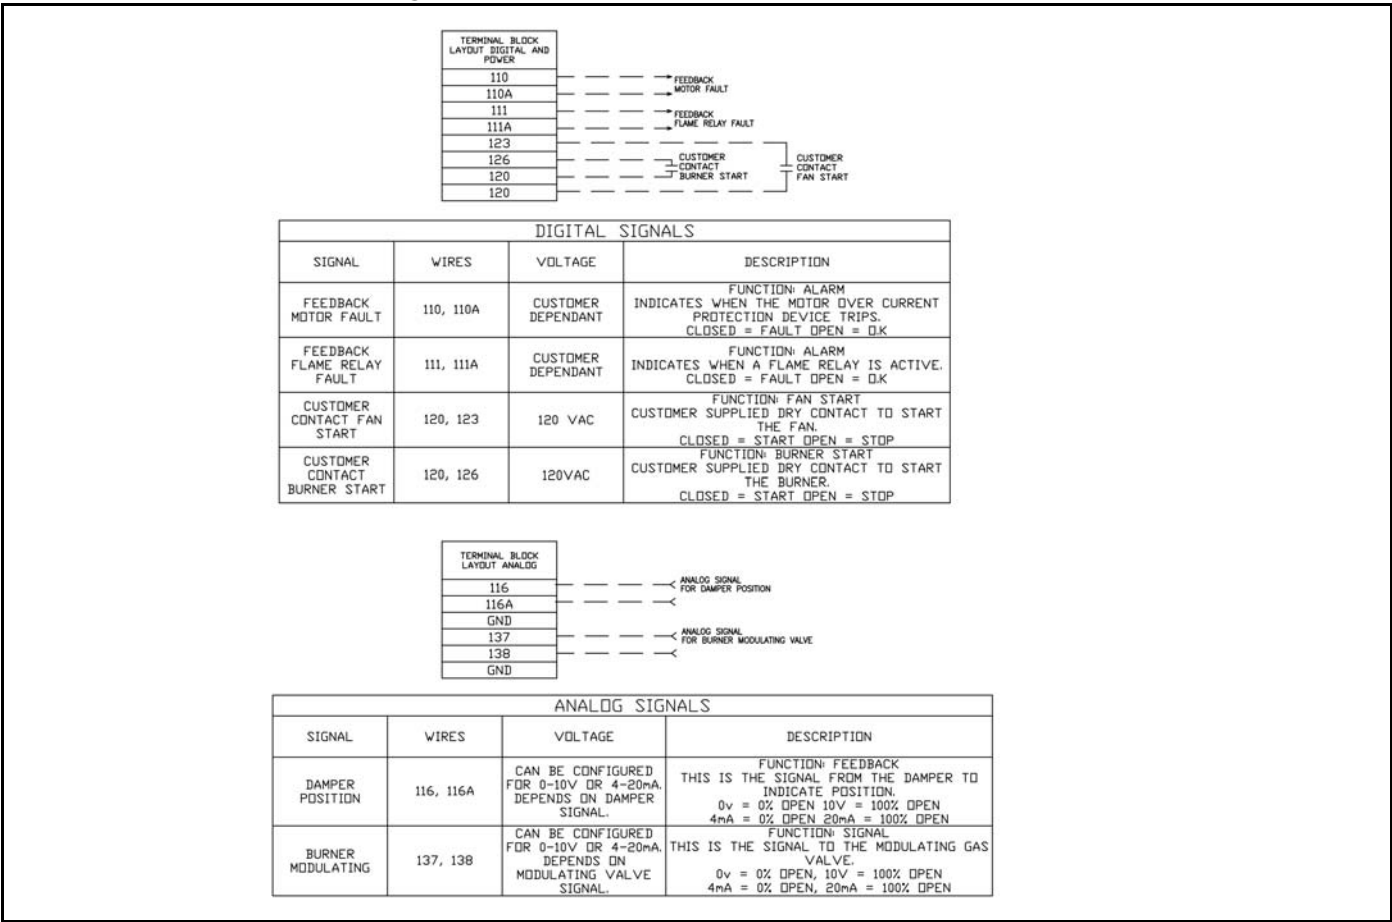 TERMINAL BLOCK
LAYOUT DIGITAL AND
POWER
110
110A
111
111A
123
126
120
120
FEEDBACK
MOTOR FAULT
FEEDBACK
FLAME RELAY FAULT
CUSTOMER
CONTACT
BURNER START
CUSTOMER
CONTACT
FAN START
DIGITAL SIGNALS
SIGNAL WIRES VOLTAGE DESCRIPTION
FEEDBACK
MOTOR FAULT
110, 110A
CUSTOMER
DEPENDANT
FUNCTION: ALARM
INDICATES WHEN THE MOTOR OVER CURRENT
PROTECTION DEVICE TRIPS.
CLOSED = FAULT OPEN = O.K
FEEDBACK
FLAME RELAY
FAULT
111, 111A
CUSTOMER
DEPENDANT
FUNCTION: ALARM
INDICATES WHEN A FLAME RELAY IS ACTIVE.
CLOSED = FAULT OPEN = O.K
CUSTOMER
CONTACT FAN
START
120, 123
120 VAC
FUNCTION: FAN START
CUSTOMER SUPPLIED DRY CONTACT TO START
THE FAN.
CLOSED = START OPEN = STOP
CUSTOMER
CONTACT
BURNER START
120, 126
120VAC
FUNCTION: BURNER START
CUSTOMER SUPPLIED DRY CONTACT TO START
THE BURNER.
CLOSED = START OPEN = STOP
TERMINAL BLOCK
LAYOUT ANALOG
116
116A
GND
137
138
GND
ANALOG SIGNAL
FOR DAMPER POSITION
ANALOG SIGNAL
FOR BURNER MODULATING VALVE
ANALOG SIGNALS
SIGNAL WIRES VOLTAGE DESCRIPTION
DAMPER
POSITION
116, 116A
CAN BE CONFIGURED
FOR 0-10V OR 4-20mA.
DEPENDS ON DAMPER
SIGNAL.
FUNCTION: FEEDBACK
THIS IS THE SIGNAL FROM THE DAMPER TO
INDICATE POSITION.
0v = 0% OPEN 10V = 100% OPEN
4mA = 0% OPEN 20mA = 100% OPEN
BURNER
MODULATING
137, 138
CAN BE CONFIGURED
FOR 0-10V OR 4-20mA.
DEPENDS ON
MODULATING VALVE
SIGNAL.
FUNCTION: SIGNAL
THIS IS THE SIGNAL TO THE MODULATING GAS
VALVE.
0v = 0% OPEN, 10V = 100% OPEN
4mA = 0% OPEN, 20mA = 100% OPEN